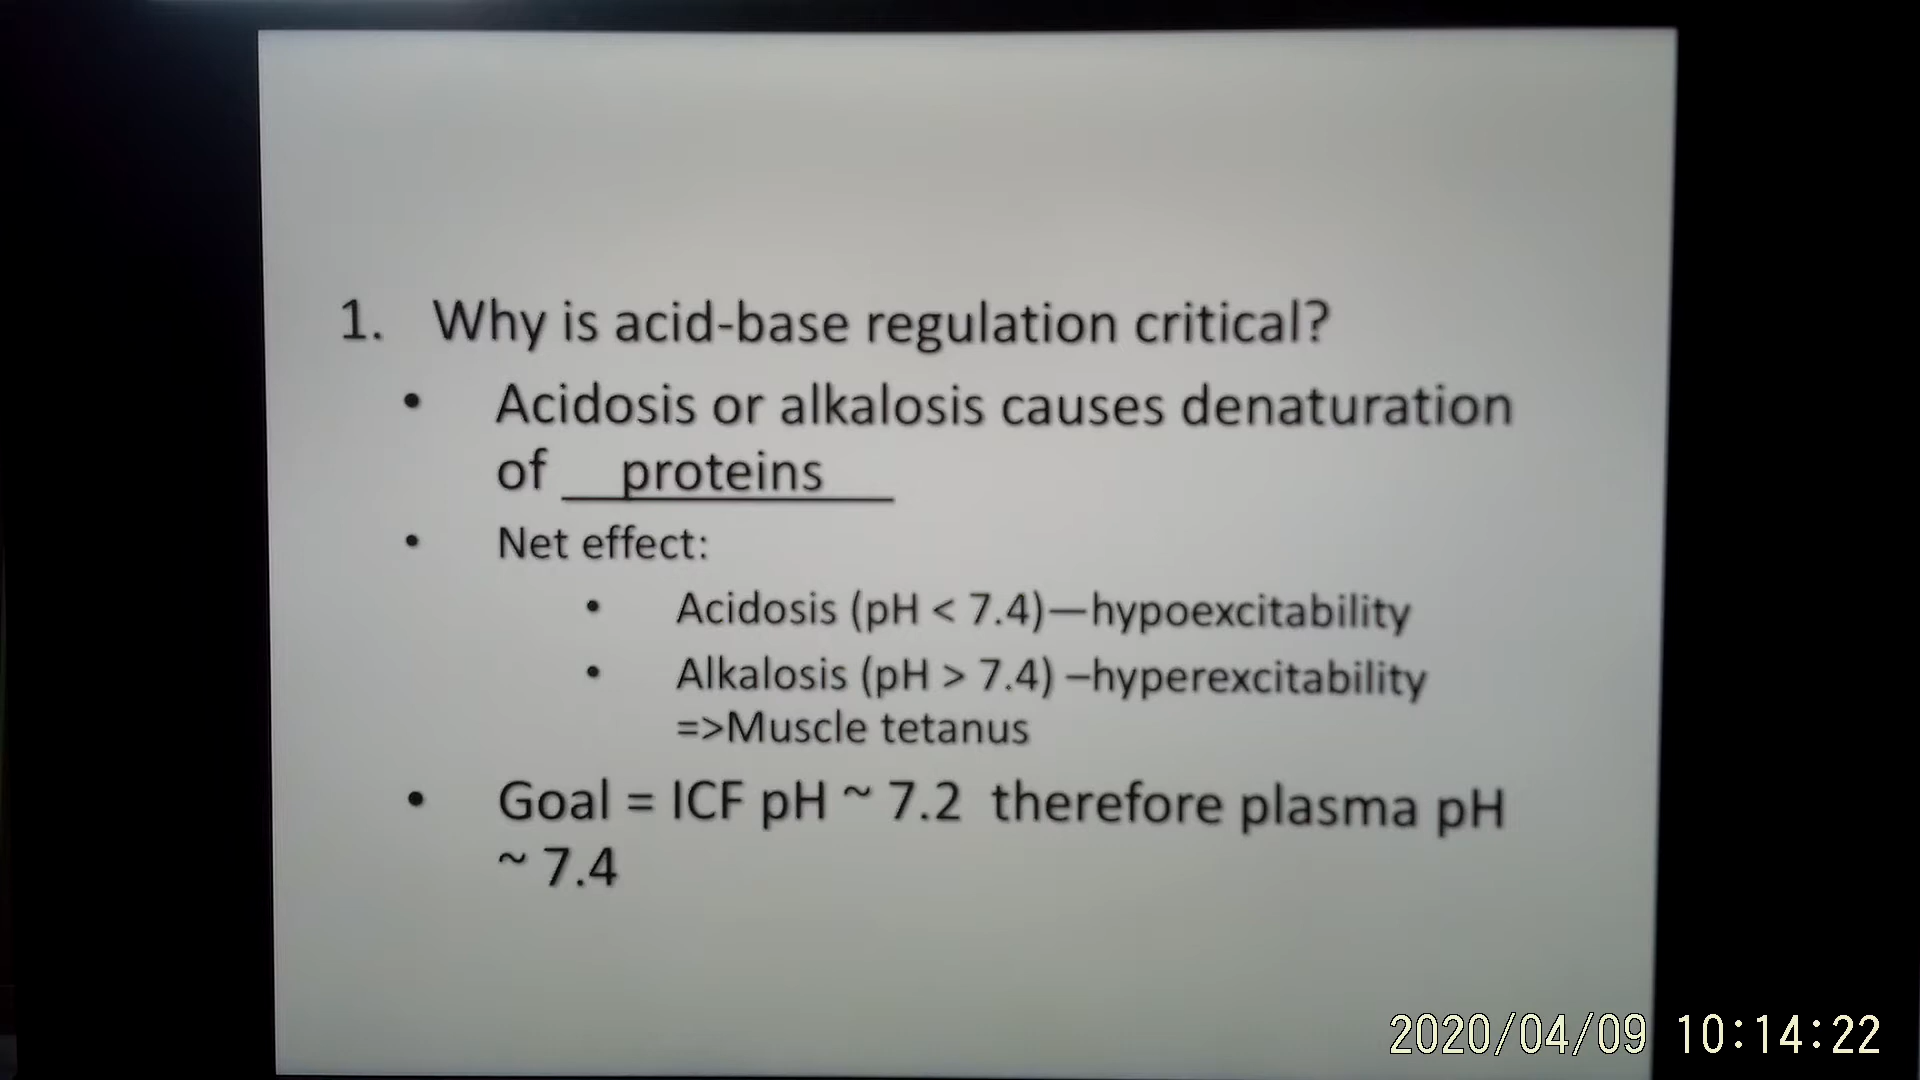 1. Why is acid-base regulation critical?
• Acidosis or alkalosis causes denaturation
of __proteins___
• Net effect:
• Acidosis (pH < 7.4)—hypoexcitability
• Alkalosis (pH > 7.4) –hyperexcitability
=>Muscle tetanus
• Goal = ICF pH ~ 7.2 therefore plasma pH
~ 7.4
2020/04/09 10:14:22